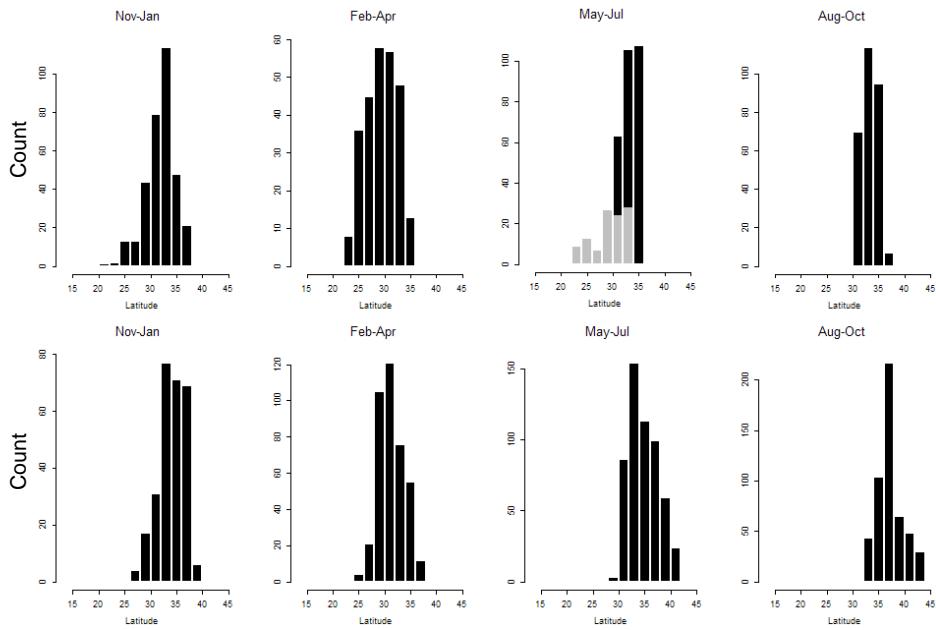 Nov-Jan Feb-Apr May-Jul Aug-Oct
Count
0 20 40 60 80 100
0 10 20 30 40 50 60
0 20 40 60 80 100
0 20 40 60 80 100
15 20 25 30 35 40 45
15 20 25 30 35 40 45
15 20 25 30 35 40 45
15 20 25 30 35 40 45
Latitude Latitude Latitude Latitude
Nov-Jan Feb-Apr May-Jul Aug-Oct
Count
0 20 40 60 80
0 20 40 60 80 100 120
0 50 100 150
0 50 100 150 200
15 20 25 30 35 40 45
15 20 25 30 35 40 45
15 20 25 30 35 40 45
15 20 25 30 35 40 45
Latitude Latitude Latitude Latitude